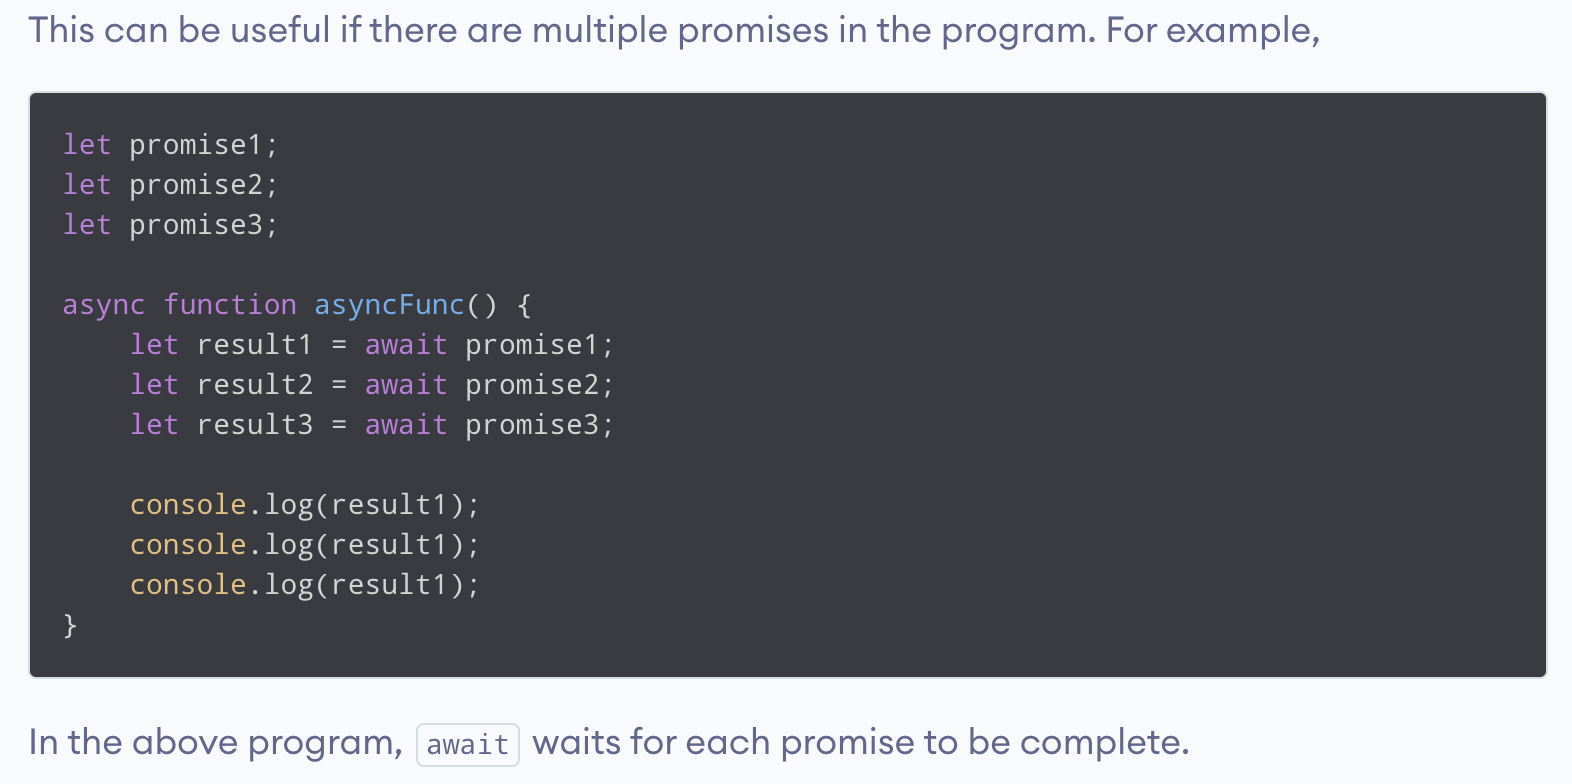 This can be useful if there are multiple promises in the program. For example,
let promise1;
let promise2;
let promise3;
async function asyncFunc() {
    let result1 = await promise1;
    let result2 = await promise2;
    let result3 = await promise3;
    console.log(result1);
    console.log(result1);
    console.log(result1);
}
In the above program, await waits for each promise to be complete.